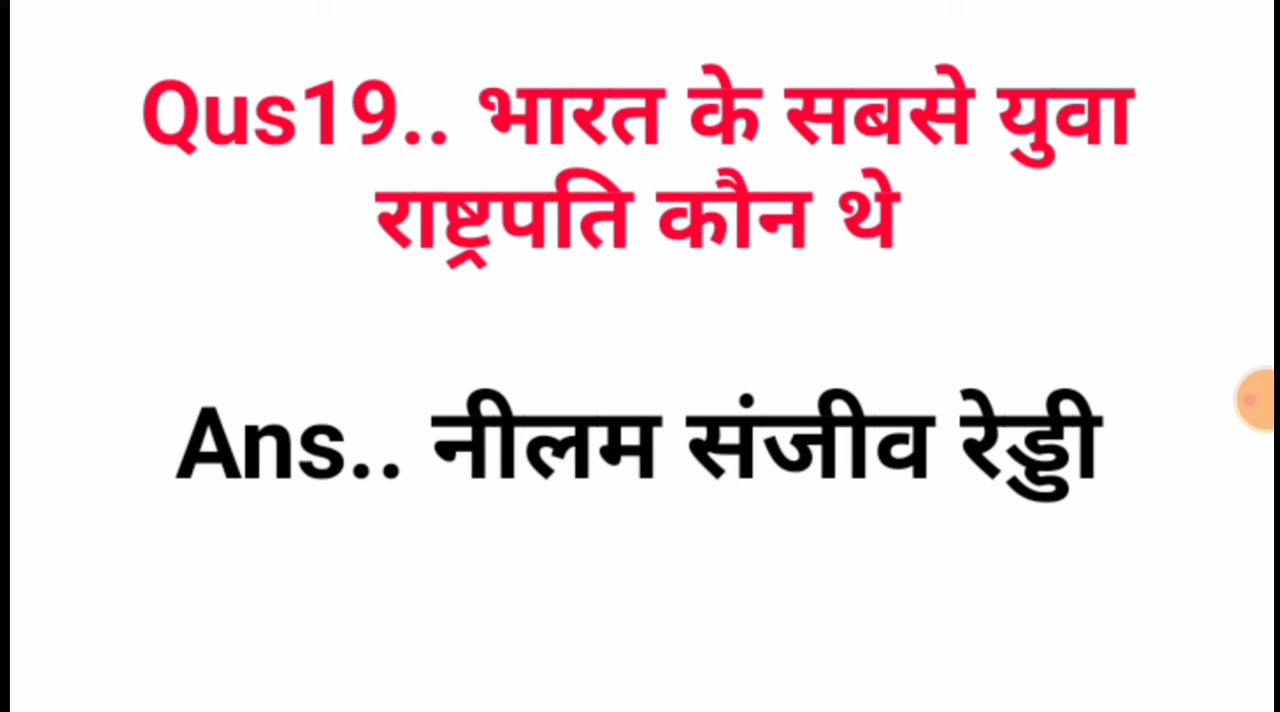 Qus19.. भारत के सबसे युवा
राष्ट्रपति कौन थे
Ans.. नीलम संजीव रेड्डी